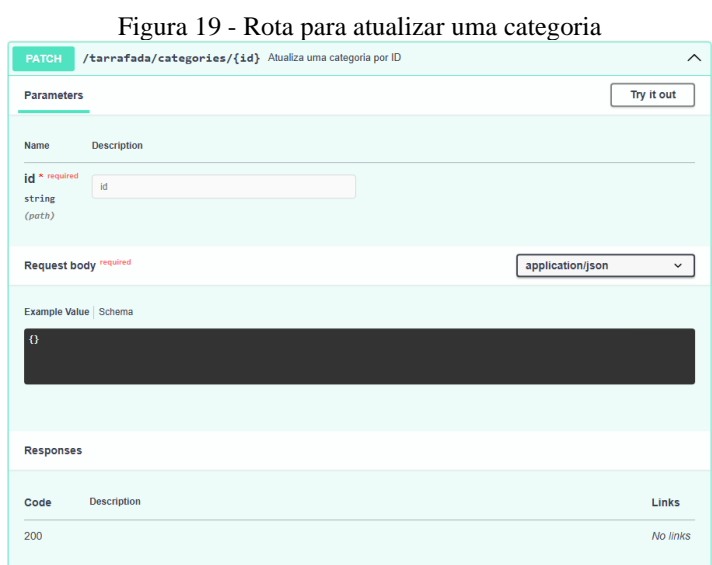 Figura 19 - Rota para atualizar uma categoria
PATCH /tarrafada/categories/{id} Atualiza uma categoria por ID
Parameters Try it out
Name Description
id * required
id
string
(path)
Request body required application/json
Example Value Schema
{}
Responses
Code Description Links
200 No links